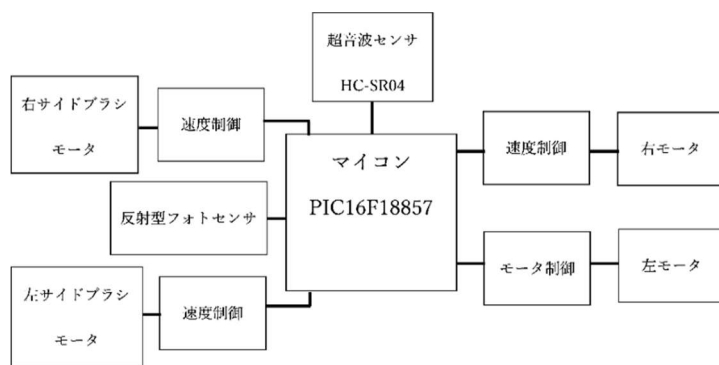 超音波センサ
HC-SR04
右サイドブラシ
モータ
速度制御
マイコン
PIC16F18857
速度制御
右モータ
反射型フォトセンサ
左サイドブラシ
モータ
速度制御
モータ制御
左モータ